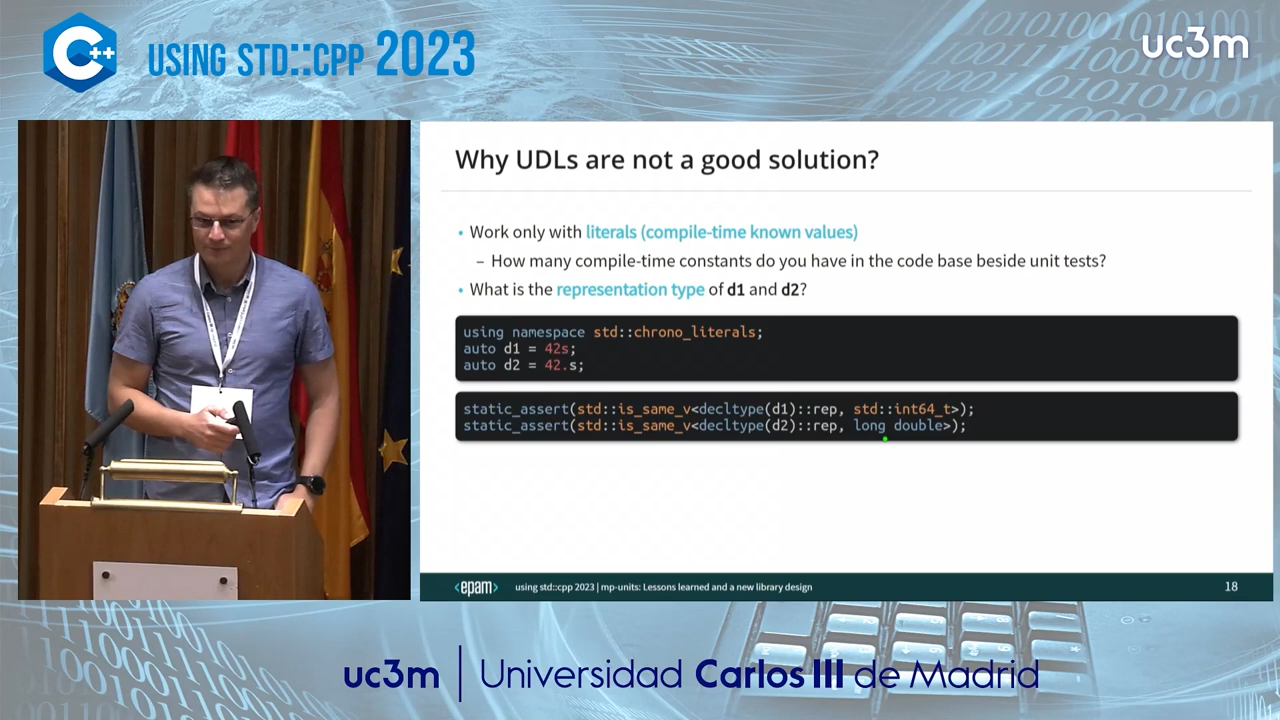 C++
USING STD::CPP 2023
uc3m
Why UDLs are not a good solution?
• Work only with literals (compile-time known values)
– How many compile-time constants do you have in the code base beside unit tests?
• What is the representation type of d1 and d2?
using namespace std::chrono_literals;
auto d1 = 42s;
auto d2 = 42.s;
static_assert(std::is_same_v<decltype(d1)::rep, std::int64_t>);
static_assert(std::is_same_v<decltype(d2)::rep, long double>);
<epam> using std::cpp 2023 | mp-units: Lessons learned and a new library design 18
uc3m | Universidad Carlos III de Madrid